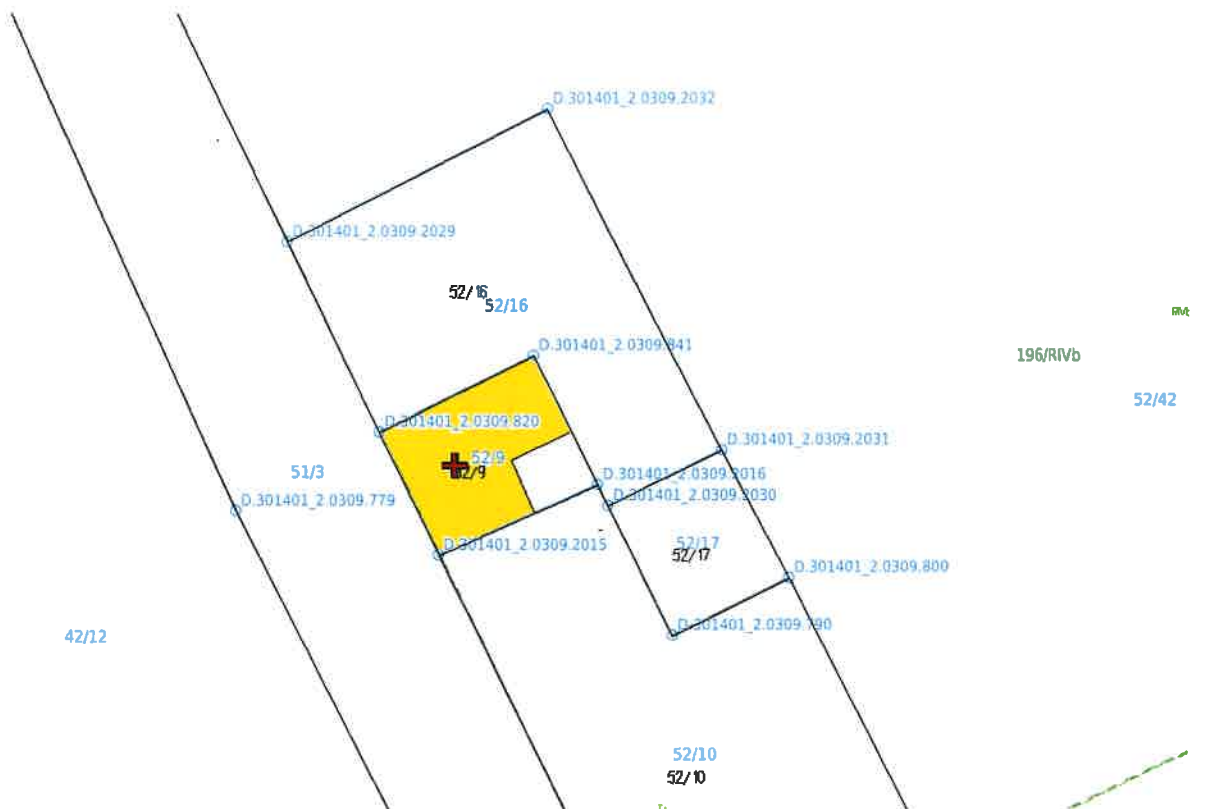 D.301401_2.0309.2032
D.301401_2.0309.2029
52/16
52/16
D.301401_2.0309.841
196/RIVb
52/42
D.301401_2.0309.820
D.301401_2.0309.2031
52/9
52/9
51/3
D.301401_2.0309.2016
D.301401_2.0309.779
D.301401_2.0309.2030
D.301401_2.0309.2015
52/17
52/17
D.301401_2.0309.800
D.301401_2.0309.790
42/12
52/10
52/10